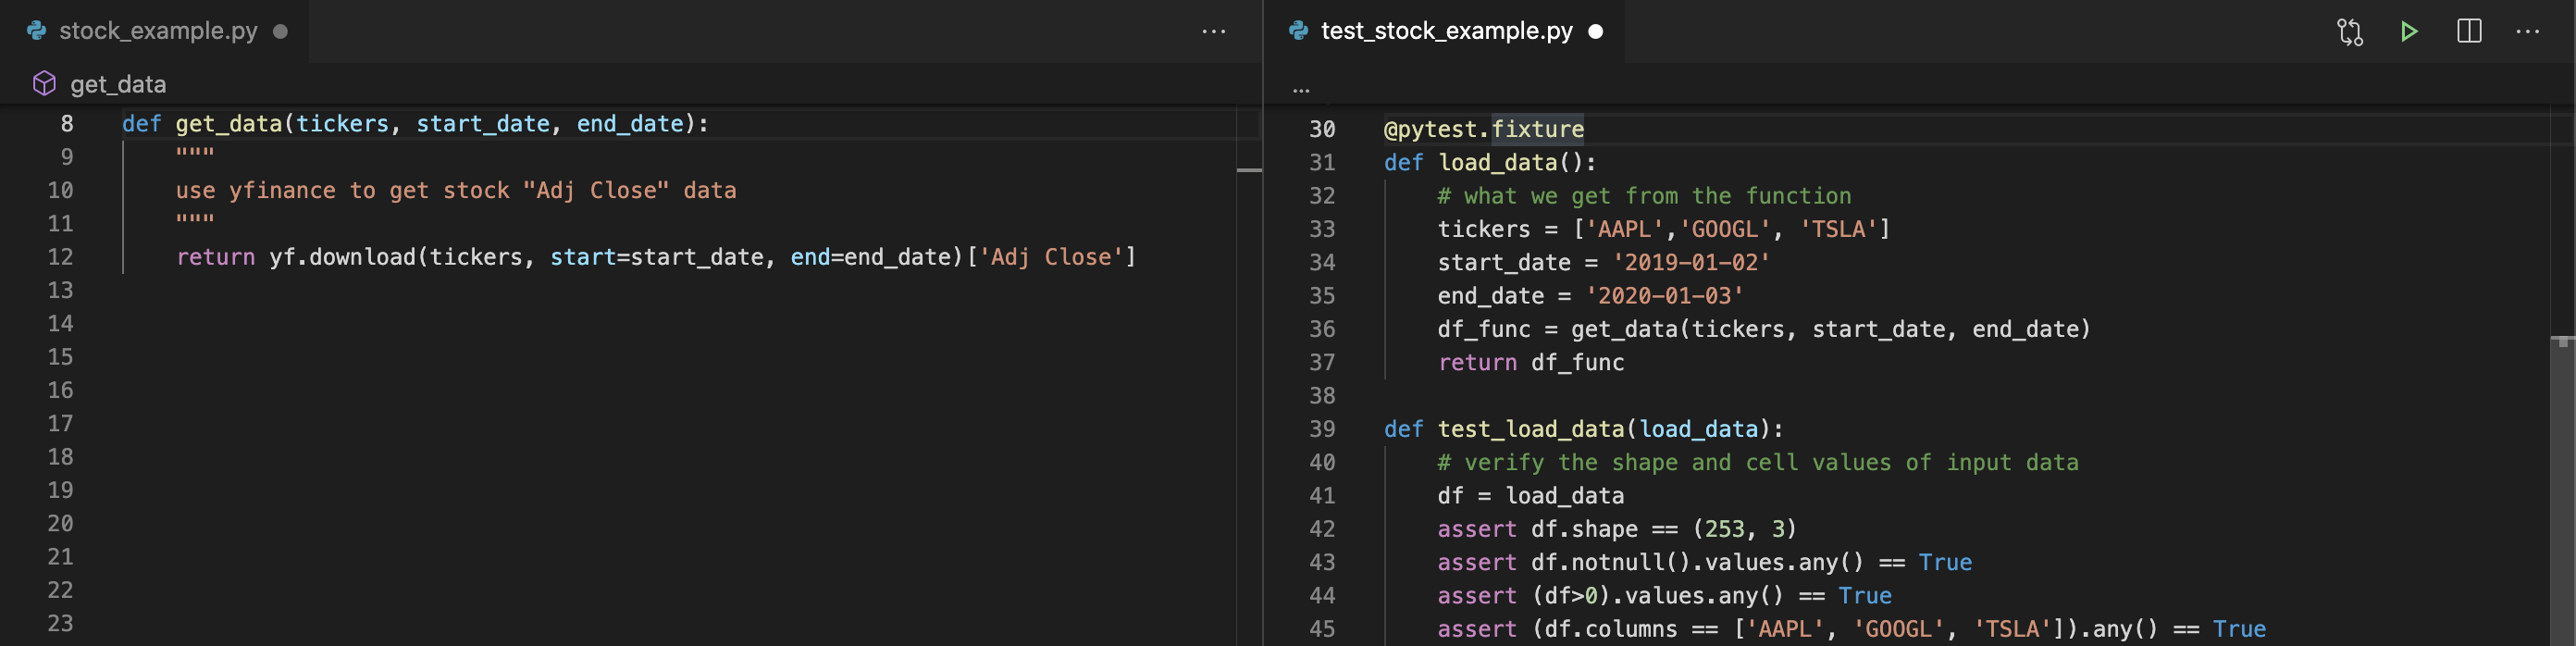 stock_example.py
get_data
8 def get_data(tickers, start_date, end_date):
9 """
10 use yfinance to get stock "Adj Close" data
11 """
12 return yf.download(tickers, start=start_date, end=end_date)['Adj Close']
13
14
15
16
17
18
19
20
21
22
23
test_stock_example.py
...
30 @pytest.fixture
31 def load_data():
32 # what we get from the function
33 tickers = ['AAPL','GOOGL', 'TSLA']
34 start_date = '2019-01-02'
35 end_date = '2020-01-03'
36 df_func = get_data(tickers, start_date, end_date)
37 return df_func
38
39 def test_load_data(load_data):
40 # verify the shape and cell values of input data
41 df = load_data
42 assert df.shape == (253, 3)
43 assert df.notnull().values.any() == True
44 assert (df>0).values.any() == True
45 assert (df.columns == ['AAPL', 'GOOGL', 'TSLA']).any() == True